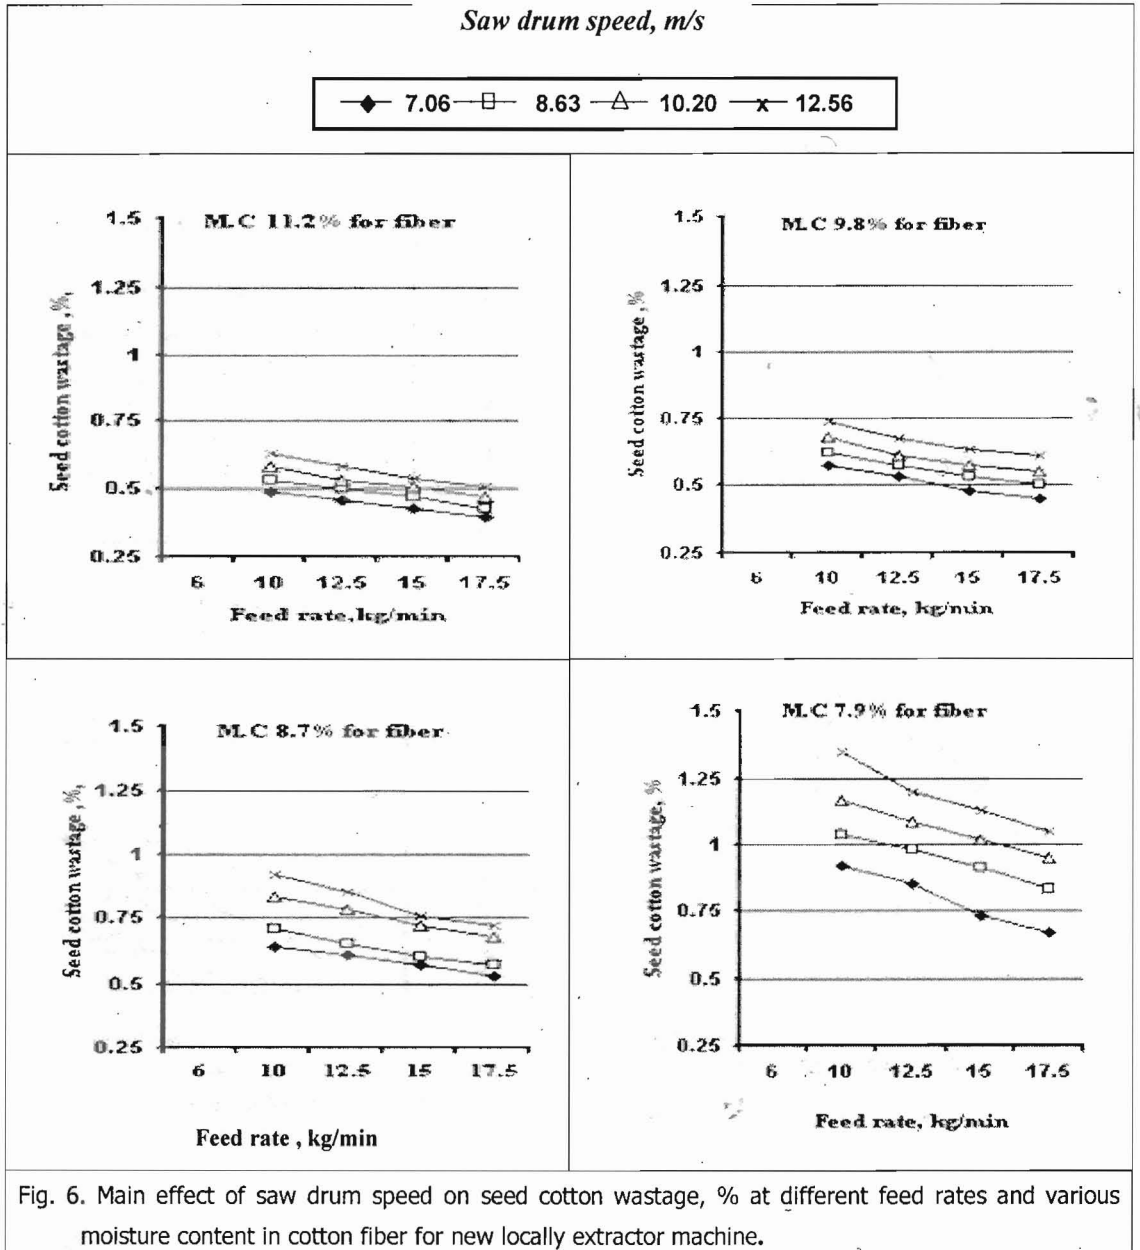 Saw drum speed, m/s
7.06 8.63 10.20 12.56
M.C 11.2% for fiber
1.5
1.25
1
0.75
0.5
0.25
Seed cotton wastage ,%,
6 10 12.5 15 17.5
Feed rate,kg/min
M.C 9.8% for fiber
1.5
1.25
1
0.75
0.5
0.25
Seed cotton wastage ,%
6 10 12.5 15 17.5
Feed rate, kg/min
M.C 8.7% for fiber
1.5
1.25
1
0.75
0.5
0.25
Seed cotton wastage ,%,
6 10 12.5 15 17.5
Feed rate , kg/min
M.C 7.9% for fiber
1.5
1.25
1
0.75
0.5
0.25
Seed cotton wastage, %
6 10 12.5 15 17.5
Feed rate, kg/min
Fig. 6. Main effect of saw drum speed on seed cotton wastage, % at different feed rates and various
moisture content in cotton fiber for new locally extractor machine.